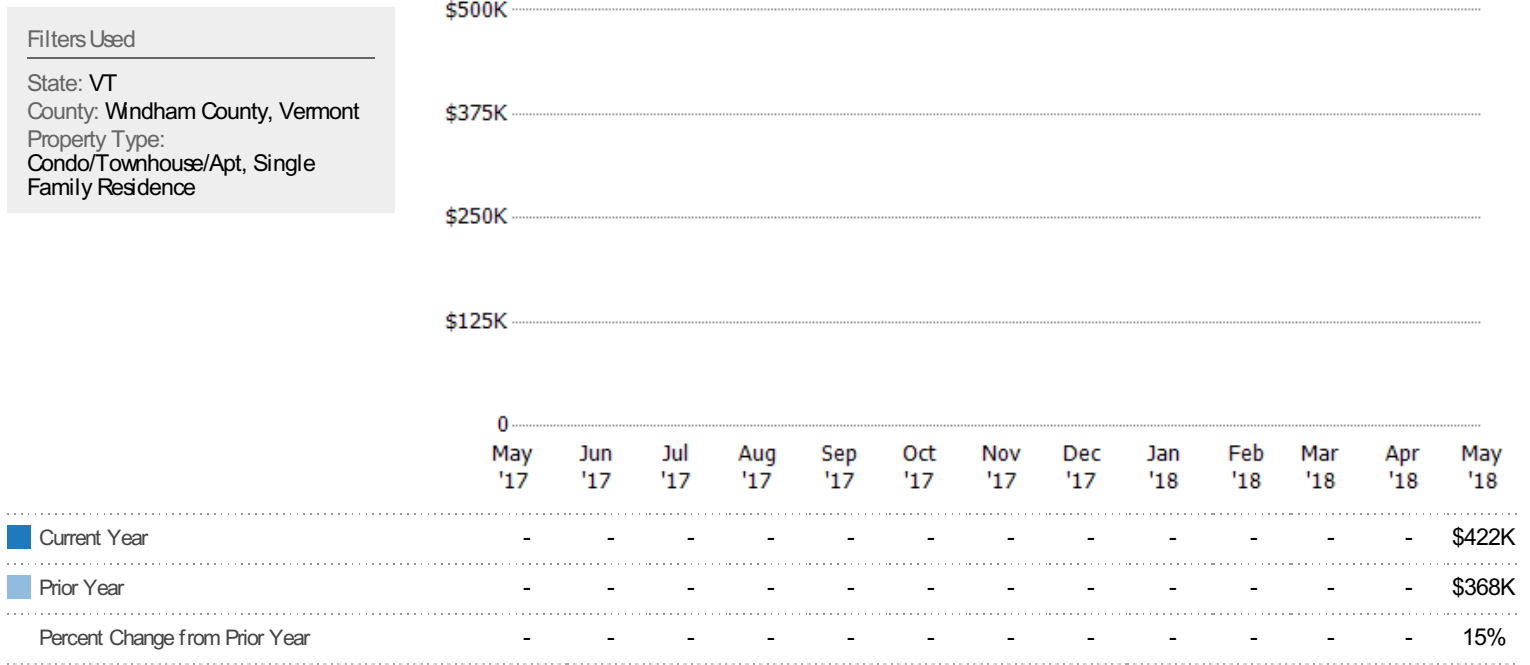 Filters Used
State: VT
County: Windham County, Vermont
Property Type:
Condo/Townhouse/Apt, Single
Family Residence
$500K
$375K
$250K
$125K
0
May Jun Jul Aug Sep Oct Nov Dec Jan Feb Mar Apr May
'17 '17 '17 '17 '17 '17 '17 '17 '18 '18 '18 '18 '18
Current Year - - - - - - - - - - - - $422K
Prior Year - - - - - - - - - - - - $368K
Percent Change from Prior Year - - - - - - - - - - - - 15%